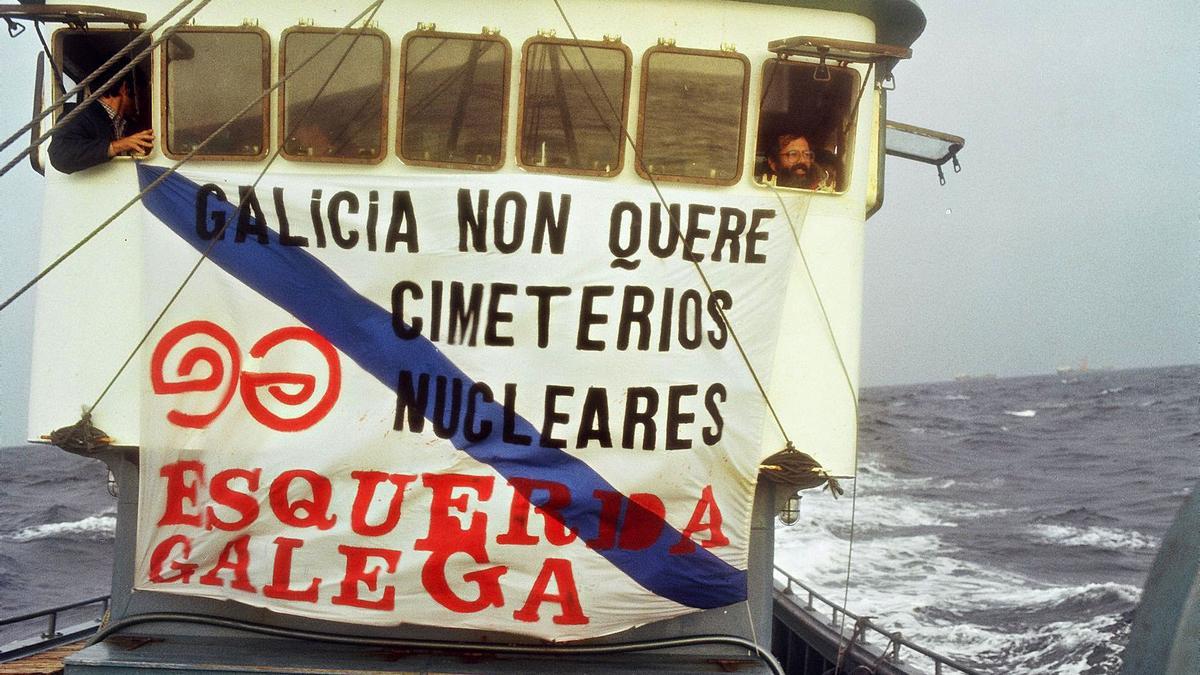 GALiCiA NON QUERE
CIMETERIOS
NUCLEARES
ESQUERDA
GALEGA